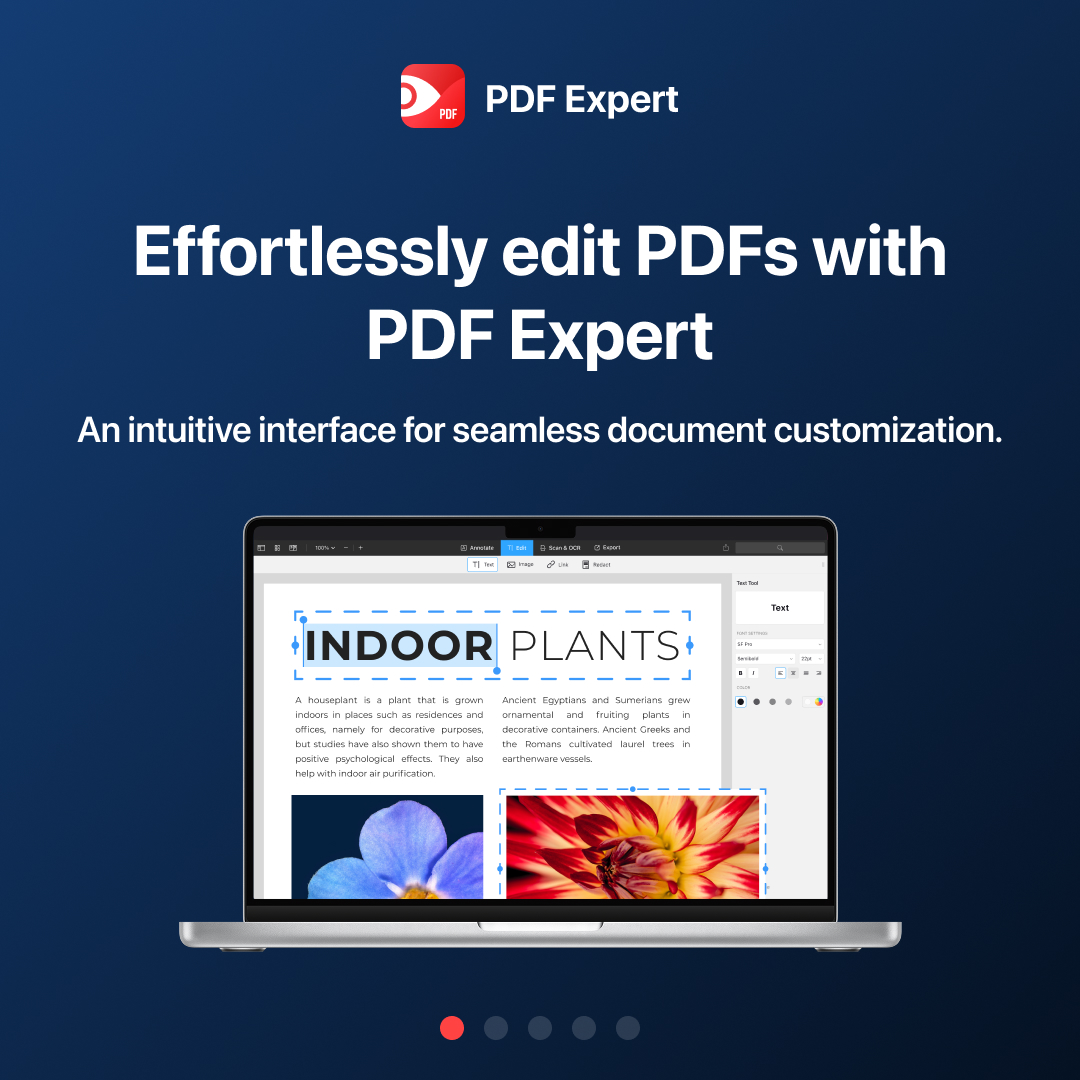 PDF
PDF Expert
Effortlessly edit PDFs with
PDF Expert
An intuitive interface for seamless document customization.
100%
Annotate
Edit
Scan & OCR
Export
Text
Image
Link
Redact
INDOOR PLANTS
A houseplant is a plant that is grown
indoors in places such as residences and
offices, namely for decorative purposes,
but studies have also shown them to have
positive psychological effects. They also
help with indoor air purification.
Ancient Egyptians and Sumerians grew
ornamental and fruiting plants in
decorative containers. Ancient Greeks and
the Romans cultivated laurel trees in
earthenware vessels.
Text Tool
Text
FONT SETTINGS
SF Pro
Semibold
22pt
B
I
COLOR